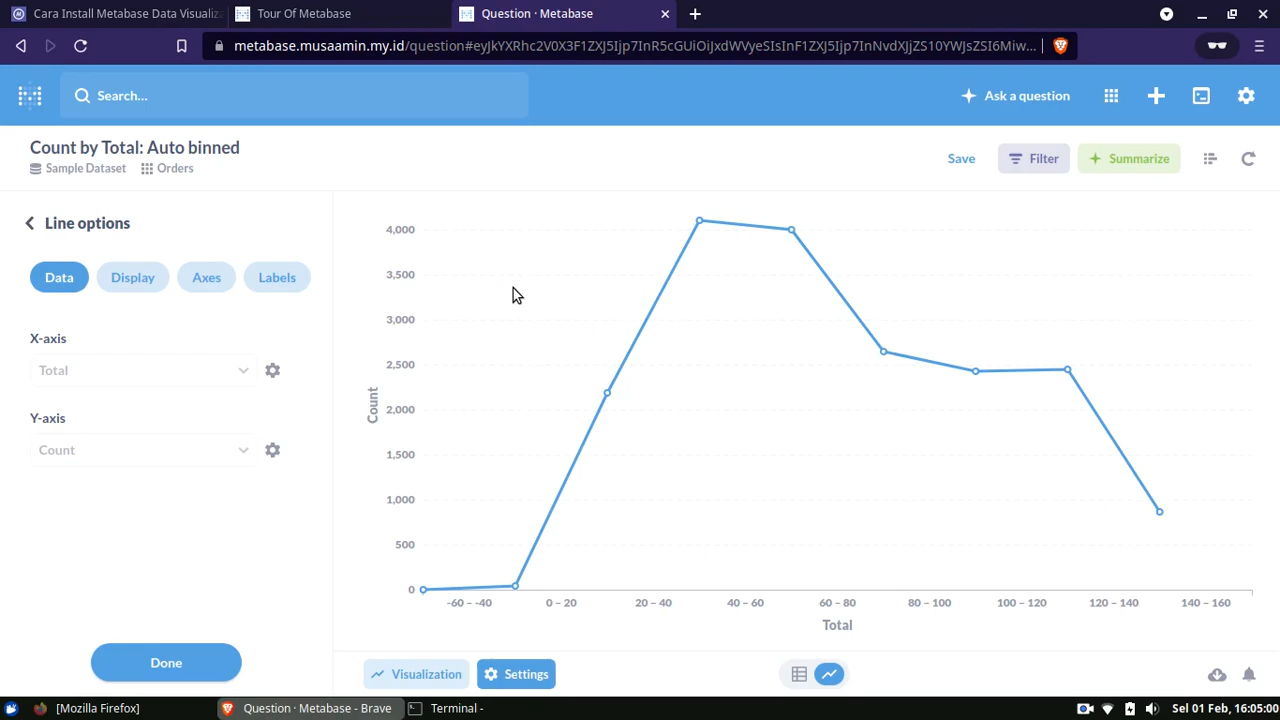 Cara Install Metabase Data Visualiz
Tour Of Metabase
Question · Metabase
metabase.musaamin.my.id/question#eyJkYXRhc2V0X3F1ZXJ5Ijp7InR5cGUiOiJxdWVyeSIsInF1ZXJ5Ijp7InNvdXJjZS10YWJsZSI6Miw...
Search...
Ask a question
Count by Total: Auto binned
Sample Dataset
Orders
Save
Filter
Summarize
Line options
Data
Display
Axes
Labels
X-axis
Total
Y-axis
Count
Done
4,000
3,500
3,000
2,500
2,000
1,500
1,000
500
0
Count
-60 – -40
0 – 20
20 – 40
40 – 60
60 – 80
80 – 100
100 – 120
120 – 140
140 – 160
Total
Visualization
Settings
[Mozilla Firefox]
Question · Metabase - Brave
Terminal -
Sel 01 Feb, 16:05:00